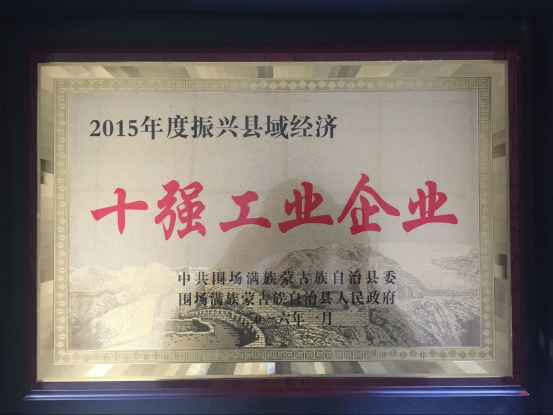 2015年度振兴县域经济
十强工业企业
中共围场满族蒙古族自治县委
围场满族蒙古族自治县人民政府
六年 月